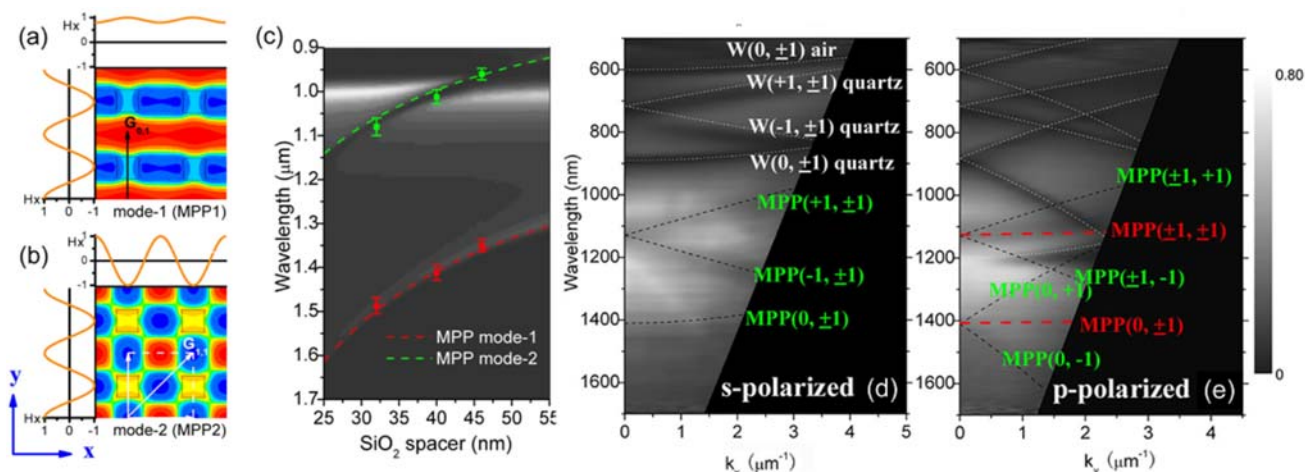 (a)
Hx 1
0
-1
G0,1
Hx
1 0 -1
mode-1 (MPP1)
(b)
Hx 1
0
-1
G1,1
Hx
1 0 -1
mode-2 (MPP2)
y
x
(c)
Wavelength (μm)
0.9
1.0
1.1
1.2
1.3
1.4
1.5
1.6
1.7
MPP mode-1
MPP mode-2
25 30 35 40 45 50 55
SiO2 spacer (nm)
Wavelength (nm)
600
800
1000
1200
1400
1600
W(0, ±1) air
W(+1, ±1) quartz
W(-1, ±1) quartz
W(0, ±1) quartz
MPP(+1, ±1)
MPP(-1, ±1)
MPP(0, ±1)
s-polarized (d)
0 1 2 3 4 5
(μm-1)
600
800
1000
1200
1400
1600
MPP(±1, +1)
MPP(±1, ±1)
MPP(±1, -1)
MPP(0, +1)
MPP(0, ±1)
MPP(0, -1)
p-polarized (e)
0 1 2 3 4
(μm-1)
0.80
0